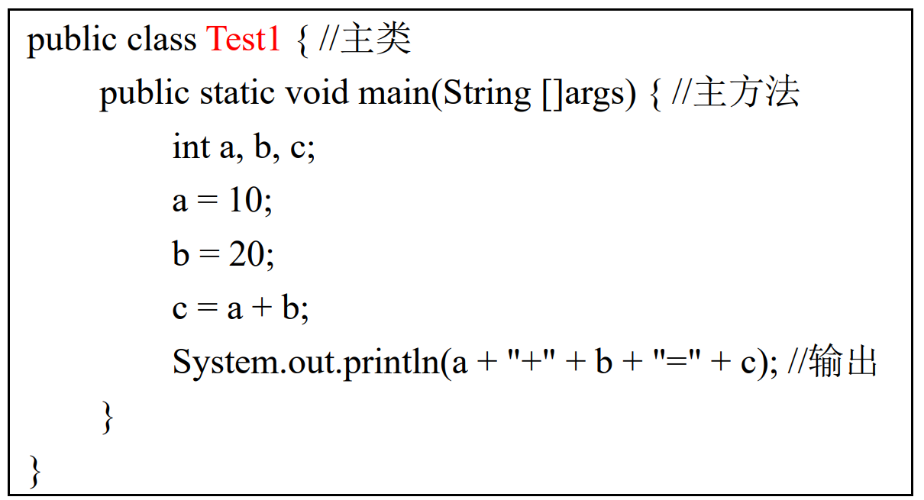 public class Test1 { //主类
public static void main(String []args) { //主方法
int a, b, c;
a = 10;
b = 20;
c = a + b;
System.out.println(a + "+" + b + "=" + c); //输出
}
}